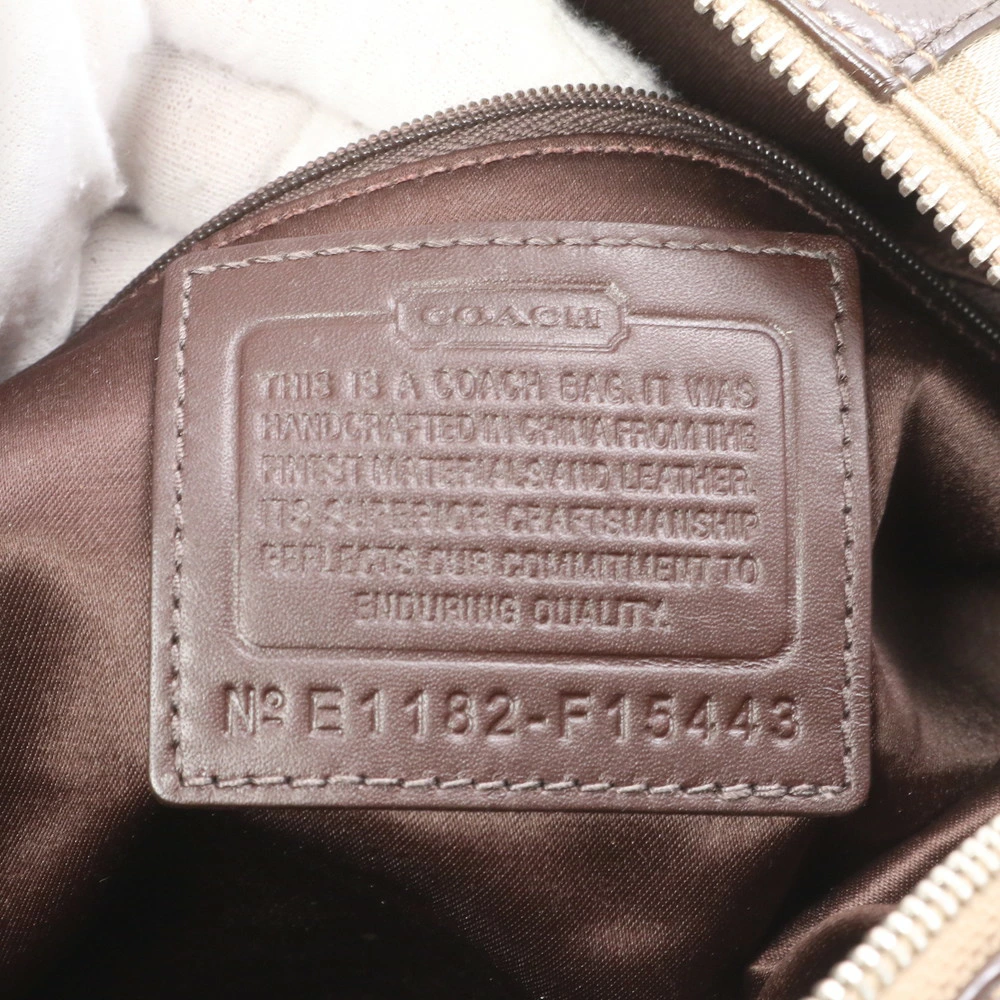 COACH
THIS IS A COACH BAG. IT WAS
HANDCRAFTED IN CHINA FROM THE
FINEST MATERIALS AND LEATHER.
ITS SUPERIOR CRAFTSMANSHIP
REFLECTS OUR COMMITMENT TO
ENDURING QUALITY.
Nº E1182-F15443